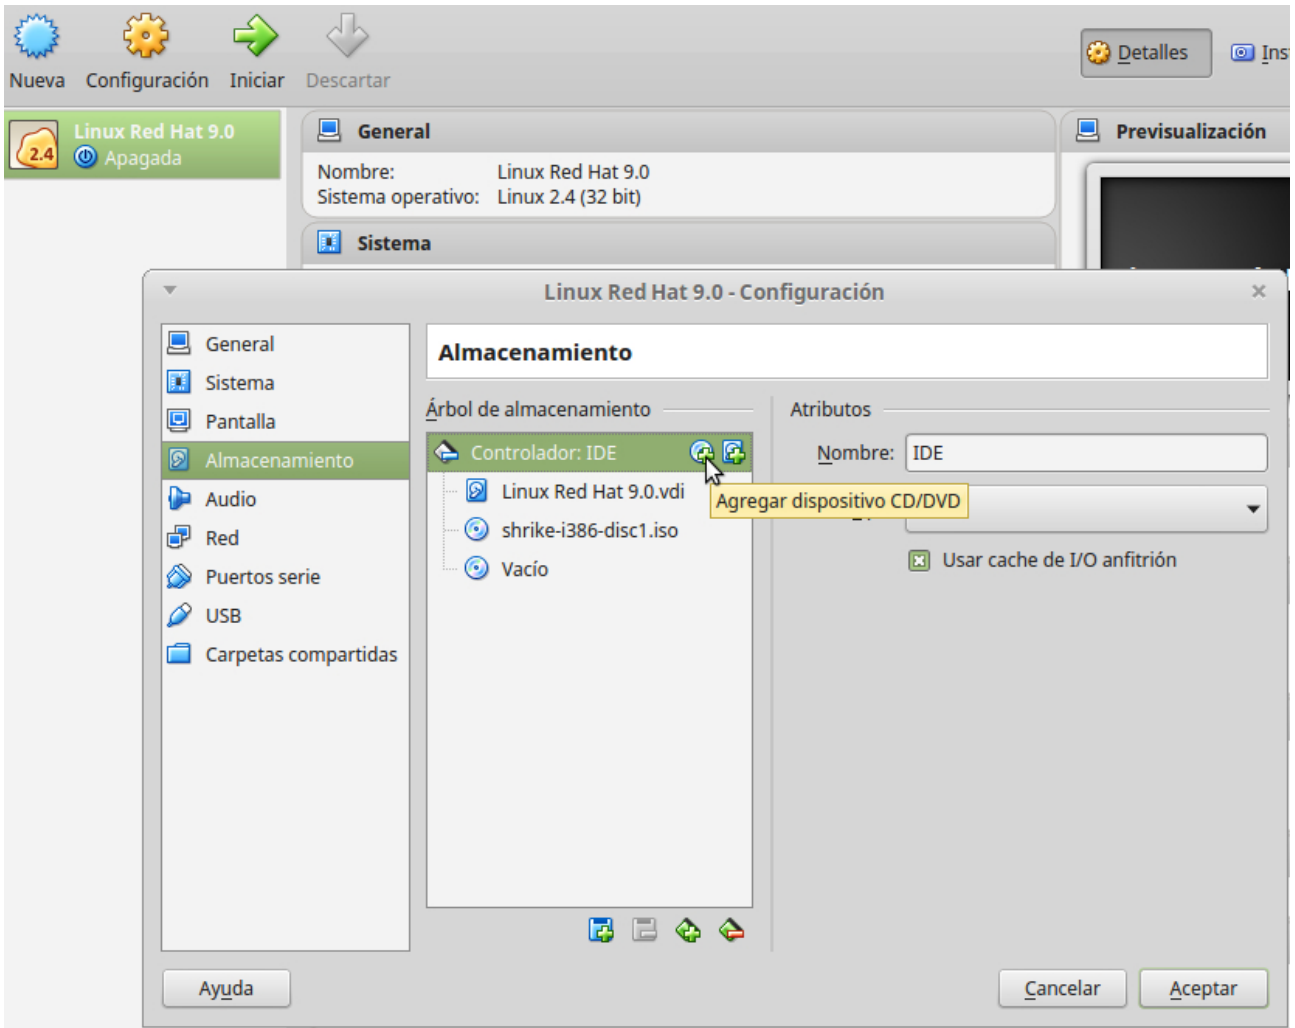 Nueva
Configuración
Iniciar
Descartar
Detalles
Linux Red Hat 9.0
2.4
Apagada
General
Nombre: Linux Red Hat 9.0
Sistema operativo: Linux 2.4 (32 bit)
Sistema
Previsualización
Linux Red Hat 9.0 - Configuración
General
Sistema
Pantalla
Almacenamiento
Audio
Red
Puertos serie
USB
Carpetas compartidas
Almacenamiento
Árbol de almacenamiento
Controlador: IDE
Linux Red Hat 9.0.vdi
shrike-i386-disc1.iso
Vacío
Agregar dispositivo CD/DVD
Atributos
Nombre: IDE
Usar cache de I/O anfitrión
Ayuda
Cancelar
Aceptar